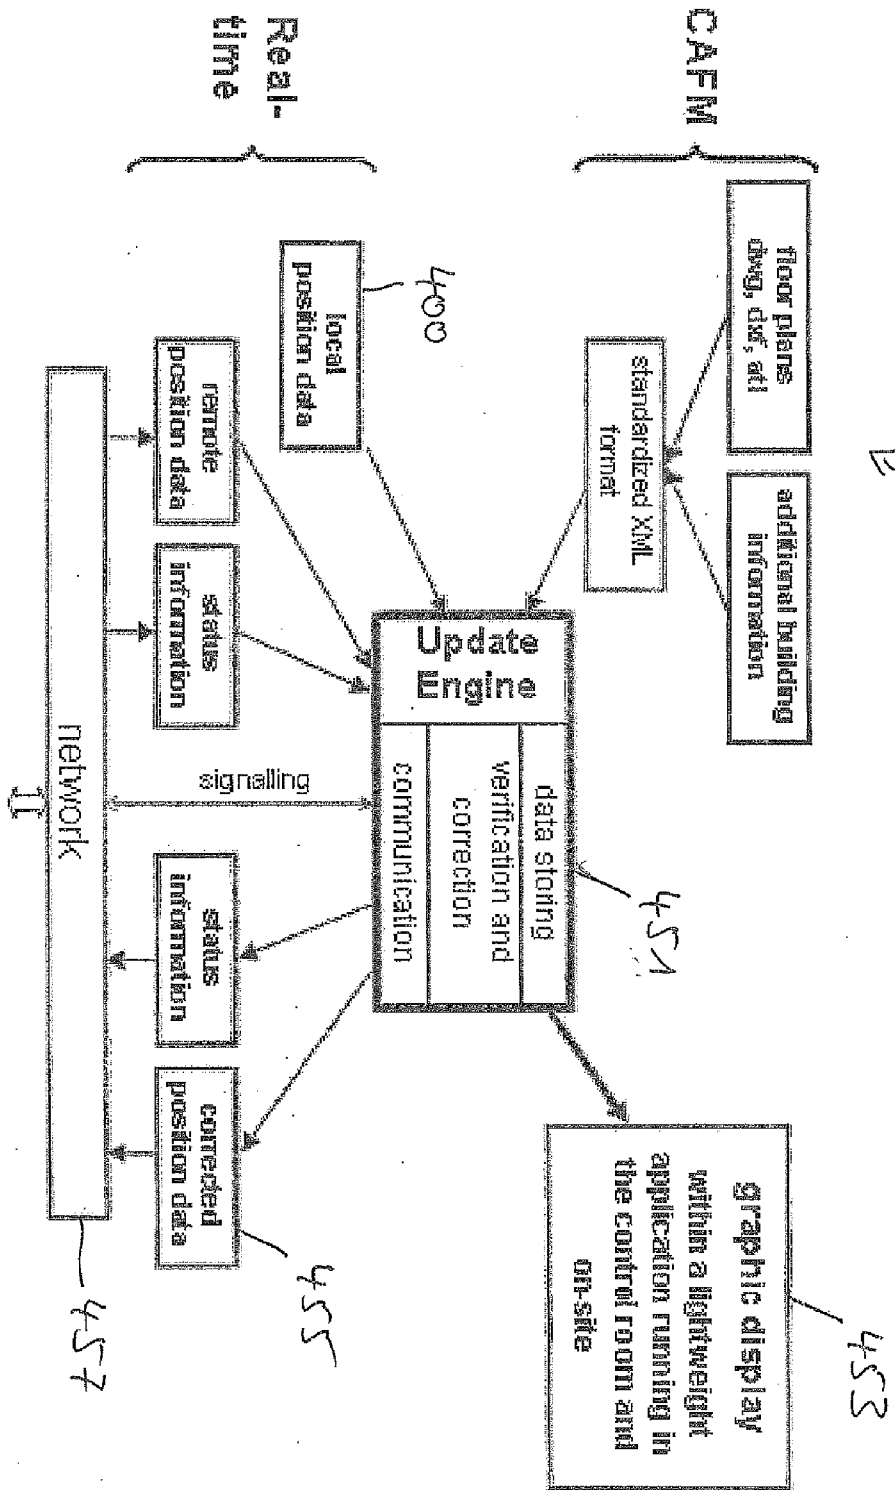 CAFM
floor plans
dwg, dxf, atl
additional building
information
standardized XML
format
Real-
time
local
position data
400
remote
position data
status
information
Update
Engine
data storing
verification and
correction
communication
451
graphic display
within a lightweight
application running in
the control room and
on-site
453
signalling
status
information
corrected
position data
455
network
457